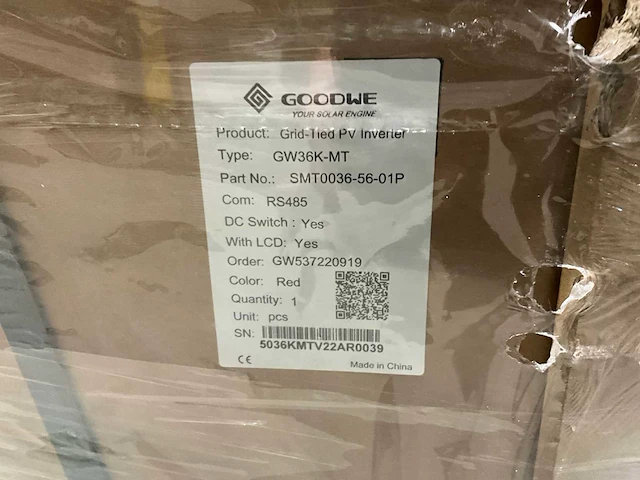 GOODWE
YOUR SOLAR ENGINE
Product: Grid-Tied PV Inverter
Type: GW36K-MT
Part No.: SMT0036-56-01P
Com: RS485
DC Switch : Yes
With LCD: Yes
Order: GW537220919
Color: Red
Quantity: 1
Unit: pcs
SN:
5036KMTV22AR0039
CE Made in China